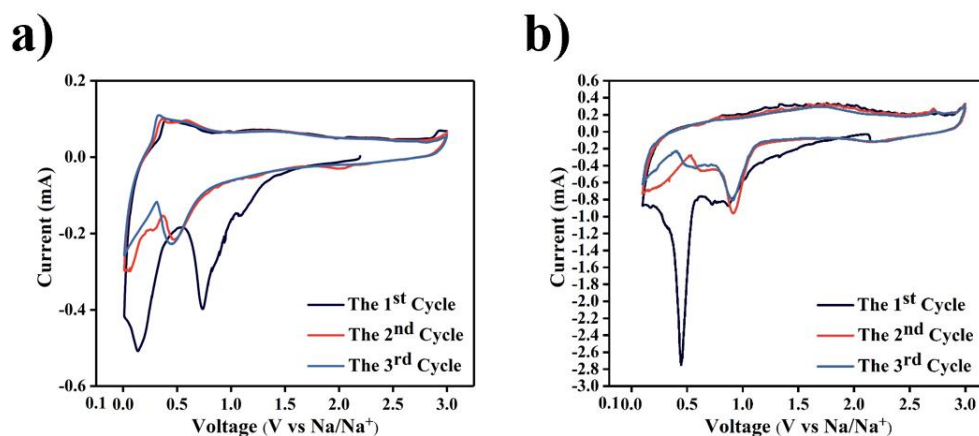 a)
0.2
0.0
-0.2
-0.4
-0.6
Current (mA)
The 1st Cycle
The 2nd Cycle
The 3rd Cycle
0.1 0.0 0.5 1.0 1.5 2.0 2.5 3.0
Voltage (V vs Na/Na+)
b)
0.6
0.4
0.2
0.0
-0.2
-0.4
-0.6
-0.8
-1.0
-1.2
-1.4
-1.6
-1.8
-2.0
-2.2
-2.4
-2.6
-2.8
-3.0
Current (mA)
The 1st Cycle
The 2nd Cycle
The 3rd Cycle
0.10.0 0.5 1.0 1.5 2.0 2.5 3.0
Voltage (V vs Na/Na+)